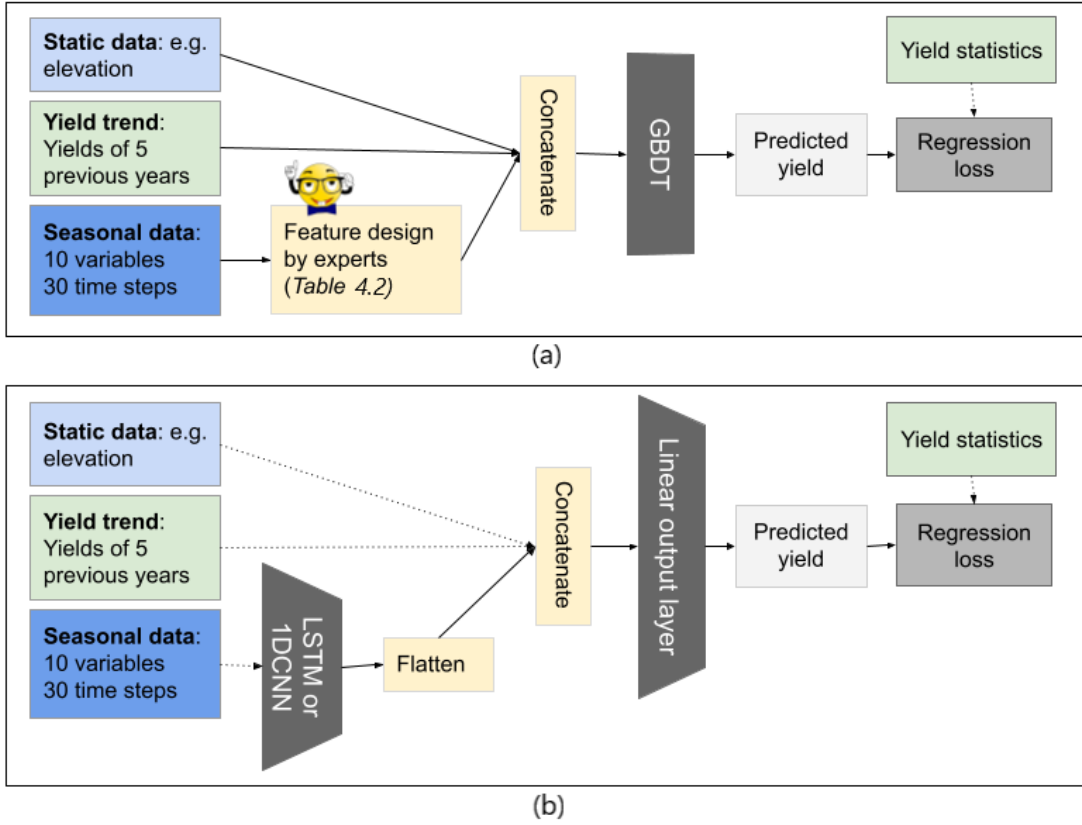 Static data: e.g.
elevation
Yield trend:
Yields of 5
previous years
Seasonal data:
10 variables
30 time steps
Feature design
by experts
(Table 4.2)
Concatenate
GBDT
Predicted
yield
Yield statistics
Regression
loss
(a)
Static data: e.g.
elevation
Yield trend:
Yields of 5
previous years
Seasonal data:
10 variables
30 time steps
LSTM or
1DCNN
Flatten
Concatenate
Linear output layer
Predicted
yield
Yield statistics
Regression
loss
(b)